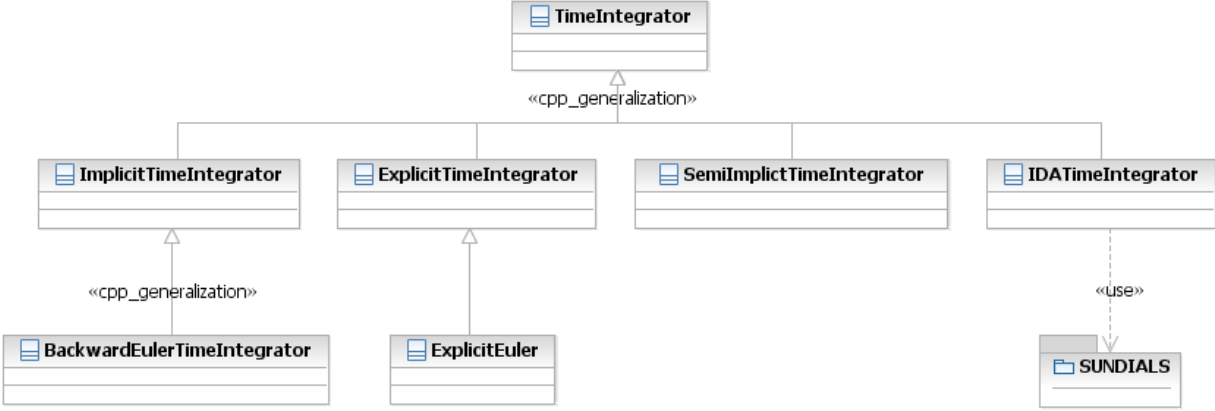 TimeIntegrator
«cpp_generalization»
ImplicitTimeIntegrator
ExplicitTimeIntegrator
SemiImplictTimeIntegrator
IDATimeIntegrator
«cpp_generalization»
«use»
BackwardEulerTimeIntegrator
ExplicitEuler
SUNDIALS